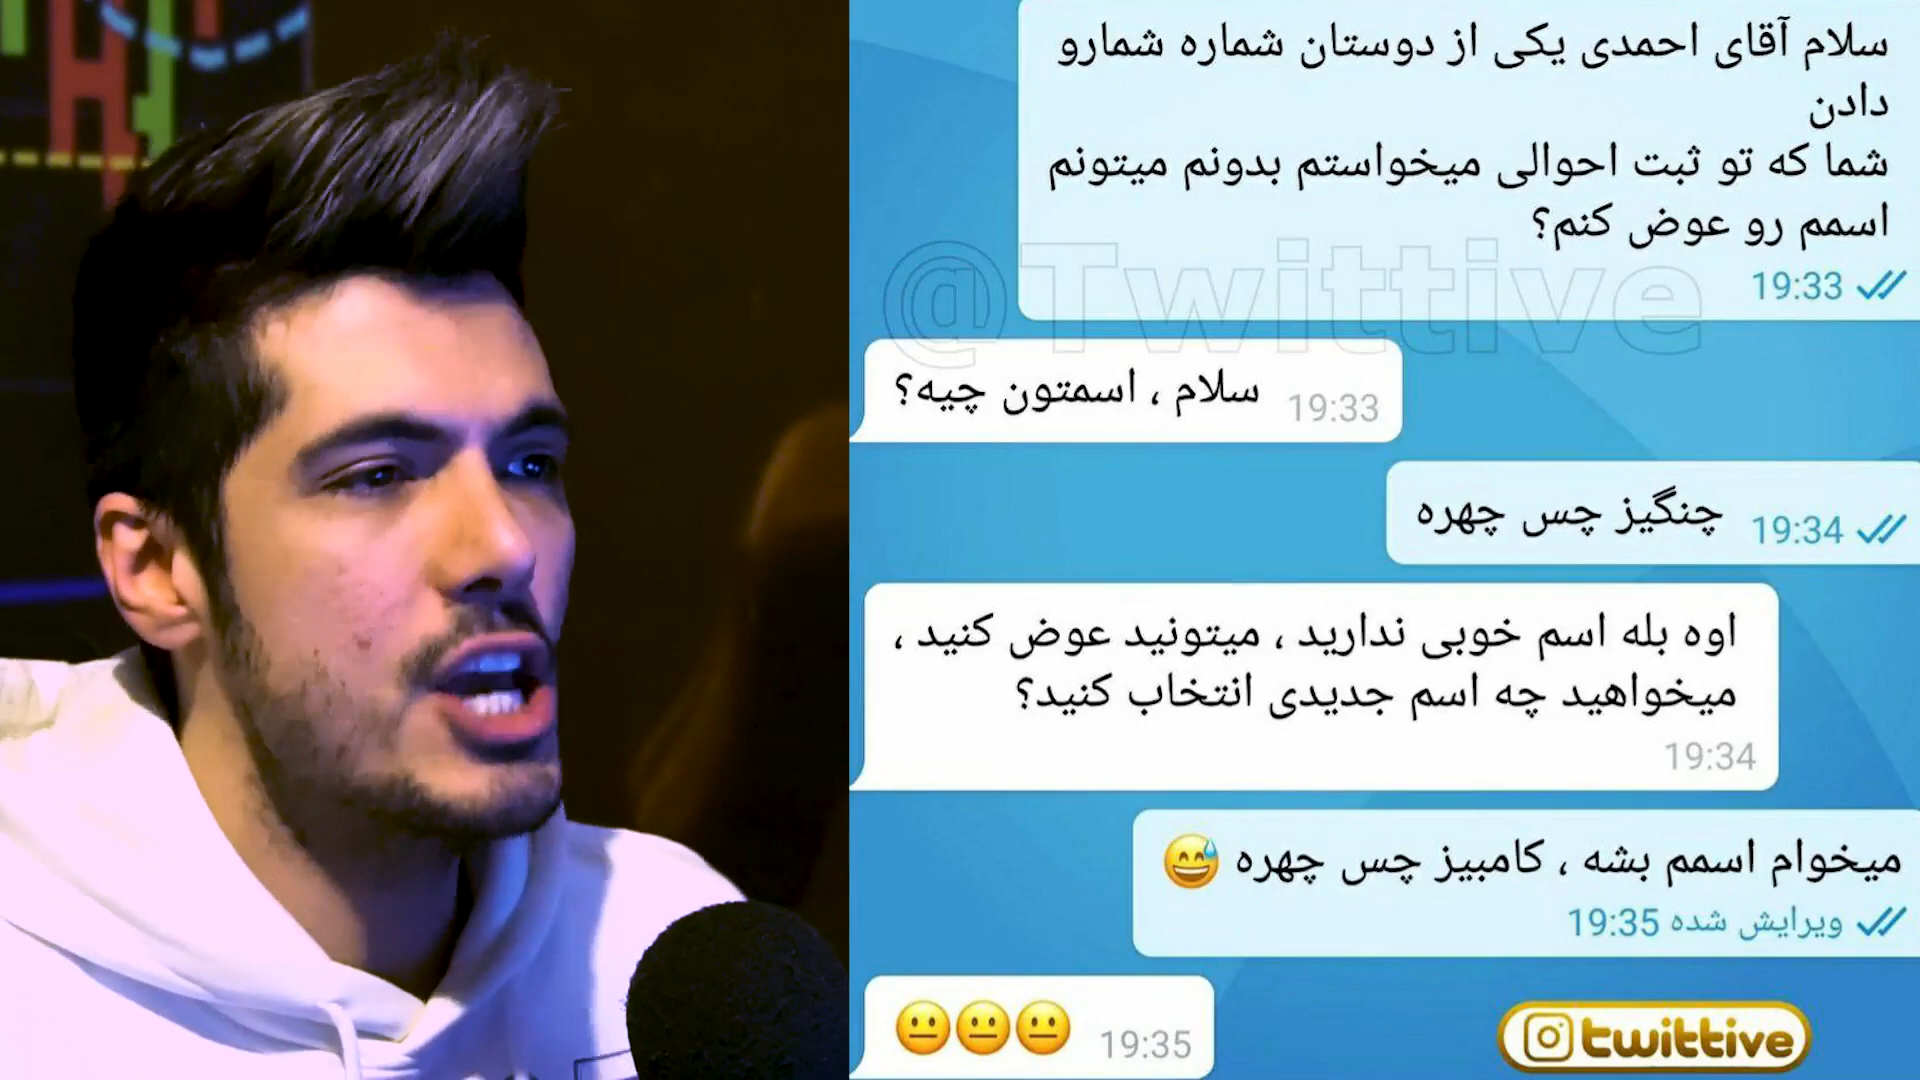 سلام آقای احمدی یکی از دوستان شماره شمارو
دادن
شما که تو ثبت احوالی میخواستم بدونم میتونم
اسمم رو عوض کنم؟
19:33
@Twittive
سلام ، اسمتون چیه؟ 19:33
چنگیز چس چهره 19:34
اوه بله اسم خوبی ندارید ، میتونید عوض کنید ،
میخواهید چه اسم جدیدی انتخاب کنید؟
19:34
میخوام اسمم بشه ، کامبیز چس چهره 😅
ویرایش شده 19:35
😐😐😐 19:35
twittive